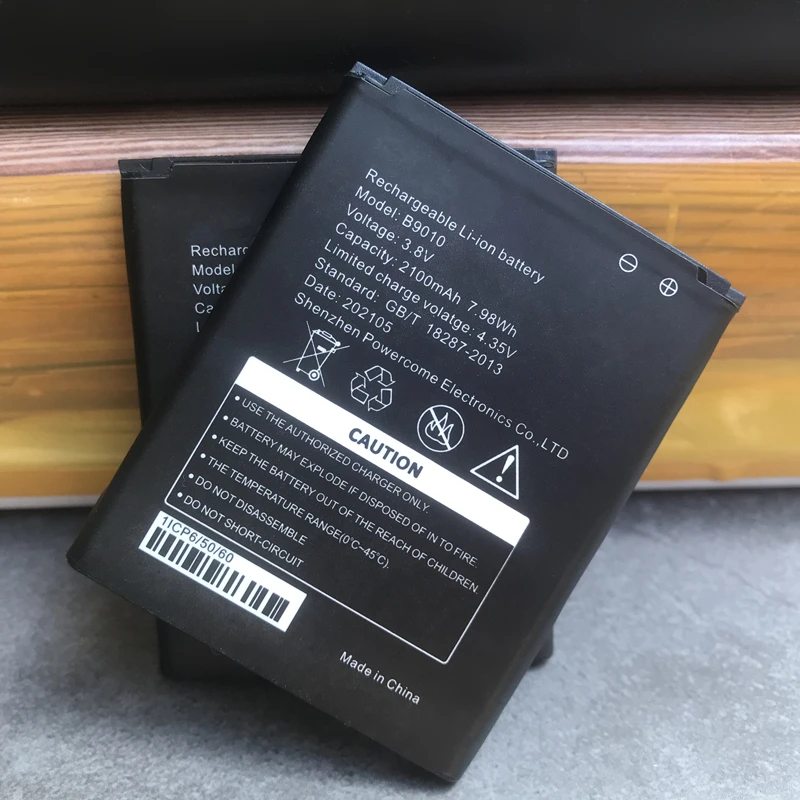 Rechargeable Li-ion battery
Model: B9010
Voltage: 3.8V
Capacity: 2100mAh 7.98Wh
Limited charge volatge: 4.35V
Standard: GB/T 18287-2013
Date: 202105
Shenzhen Powercome Electronics Co.,LTD
CAUTION
• USE THE AUTHORIZED CHARGER ONLY.
• BATTERY MAY EXPLODE IF DISPOSED OF IN TO FIRE.
• KEEP THE BATTERY OUT OF THE REACH OF CHILDREN.
• THE TEMPERATURE RANGE(0°C~45°C).
• DO NOT DISASSEMBLE
• DO NOT SHORT-CIRCUIT
1ICP6/50/60
Made in China
Recharg
Model
Volta
Ca